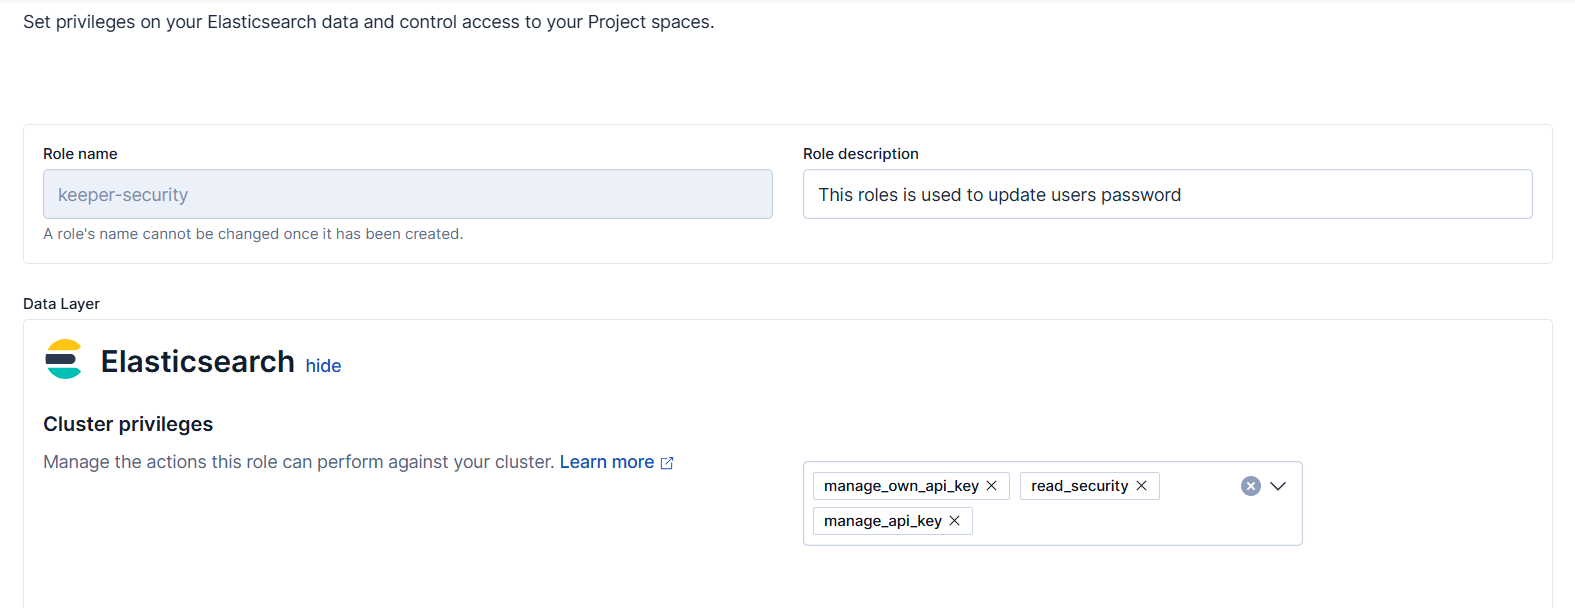 Set privileges on your Elasticsearch data and control access to your Project spaces.
Role name
keeper-security
A role's name cannot be changed once it has been created.
Role description
This roles is used to update users password
Data Layer
Elasticsearch hide
Cluster privileges
Manage the actions this role can perform against your cluster. Learn more
manage_own_api_key
read_security
manage_api_key